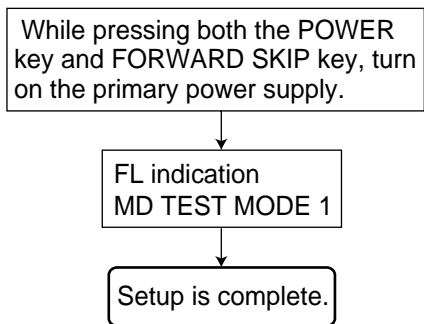 While pressing both the POWER
key and FORWARD SKIP key, turn
on the primary power supply.
FL indication
MD TEST MODE 1
Setup is complete.